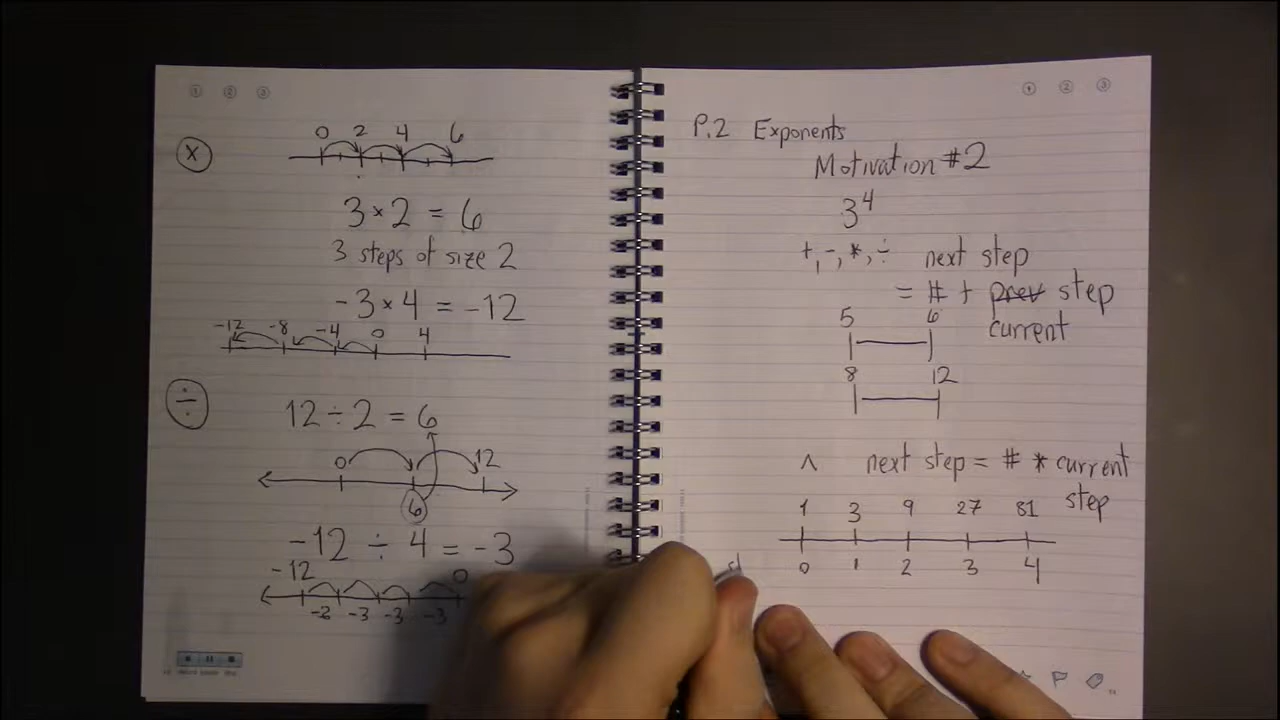 0 2 4 6
×
3 × 2 = 6
3 steps of size 2
-3 × 4 = -12
-12 -8 -4 0 4
÷
12 ÷ 2 = 6
0 12
6
-12 ÷ 4 = -3
-12 0
-3 -3 -3
P.2 Exponents
Motivation #2
3⁴
+, -, *, ÷ next step
= # + prev step
current
5 6
8 12
^ next step = # * current
step
1 3 9 27 81
0 1 2 3 4